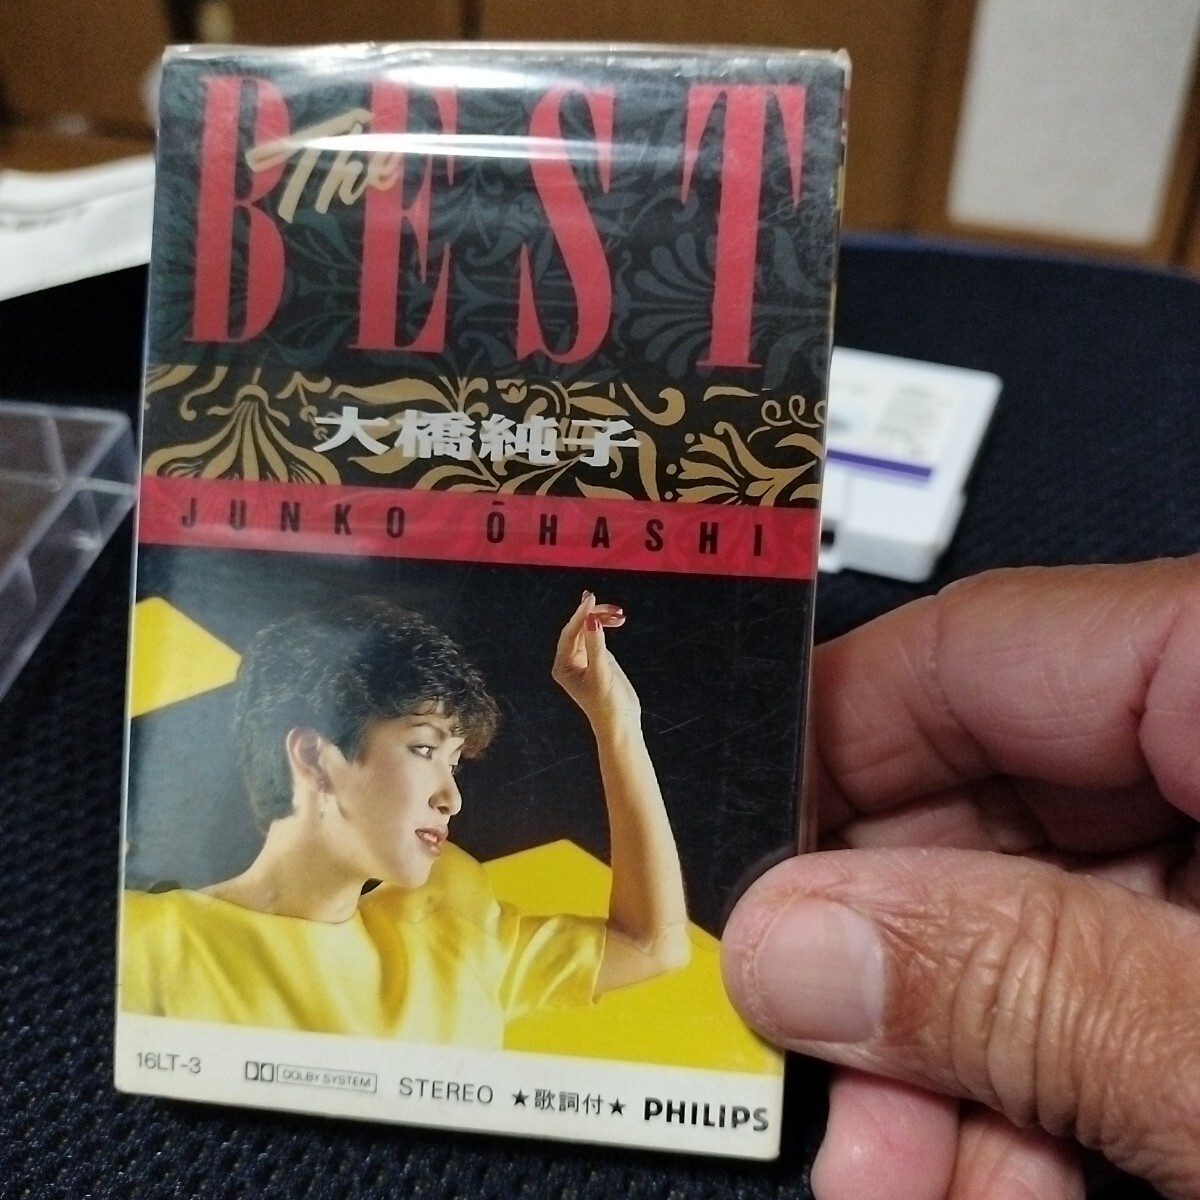 The BEST
大橋純子
JUNKO ŌHASHI
16LT-3 DOLBY SYSTEM STEREO ★歌詞付★ PHILIPS